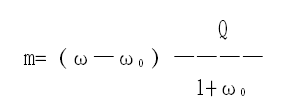 Q
m= ( ω — ω₀ ) ————
1+ ω₀